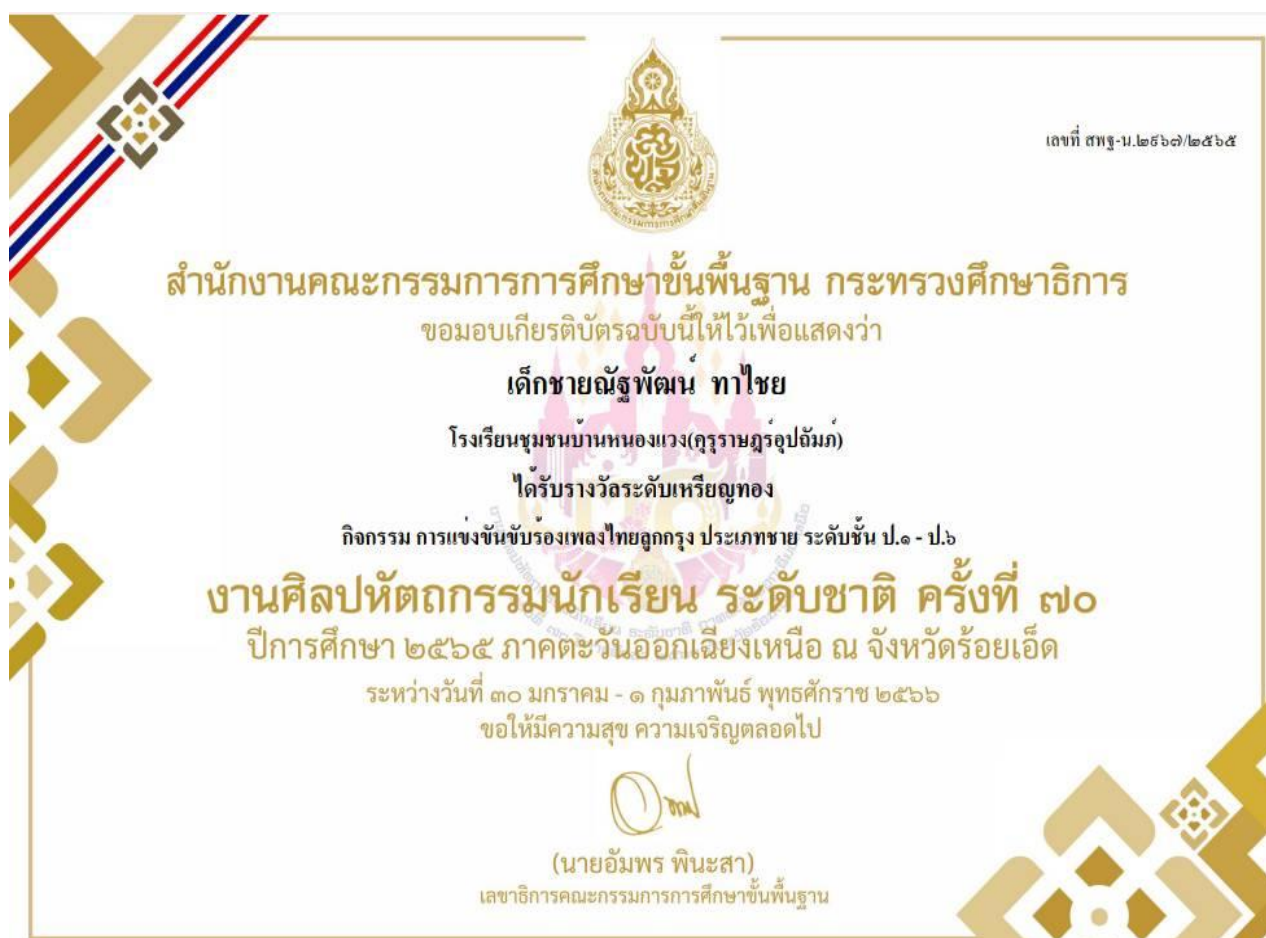 เลขที่ สพฐ-น.๒๙๖๗/๒๕๖๕
สำนักงานคณะกรรมการการศึกษาขั้นพื้นฐาน กระทรวงศึกษาธิการ
ขอมอบเกียรติบัตรฉบับนี้ให้ไว้เพื่อแสดงว่า
เด็กชายณัฐพัฒน์ ทาไชย
โรงเรียนชุมชนบ้านหนองแวง(คุรุราษฎร์อุปถัมภ์)
ได้รับรางวัลระดับเหรียญทอง
กิจกรรม การแข่งขันขับร้องเพลงไทยลูกกรุง ประเภทชาย ระดับชั้น ป.๑ - ป.๖
งานศิลปหัตถกรรมนักเรียน ระดับชาติ ครั้งที่ ๗๐
ปีการศึกษา ๒๕๖๕ ภาคตะวันออกเฉียงเหนือ ณ จังหวัดร้อยเอ็ด
ระหว่างวันที่ ๓๐ มกราคม - ๑ กุมภาพันธ์ พุทธศักราช ๒๕๖๖
ขอให้มีความสุข ความเจริญตลอดไป
(นายอัมพร พินะสา)
เลขาธิการคณะกรรมการการศึกษาขั้นพื้นฐาน